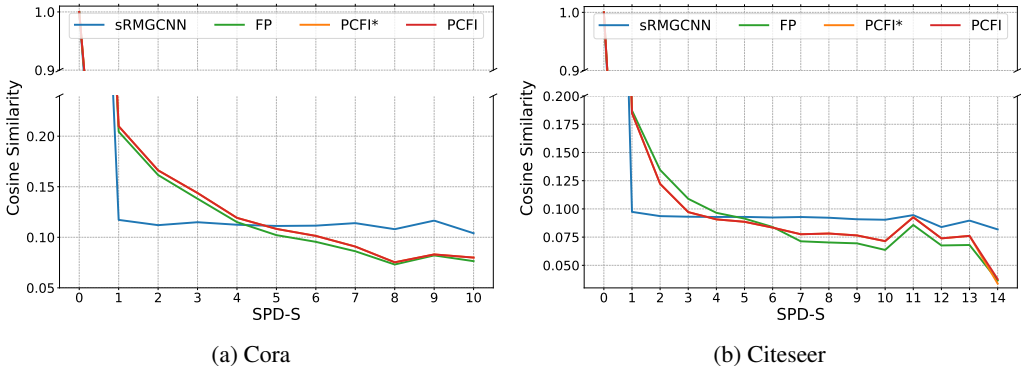 sRMGCNN FP PCFI* PCFI
1.0
0.9
0.20
0.15
0.10
0.05
Cosine Similarity
0 1 2 3 4 5 6 7 8 9 10
SPD-S
(a) Cora
sRMGCNN FP PCFI* PCFI
1.0
0.9
0.200
0.175
0.150
0.125
0.100
0.075
0.050
Cosine Similarity
0 1 2 3 4 5 6 7 8 9 10 11 12 13 14
SPD-S
(b) Citeseer